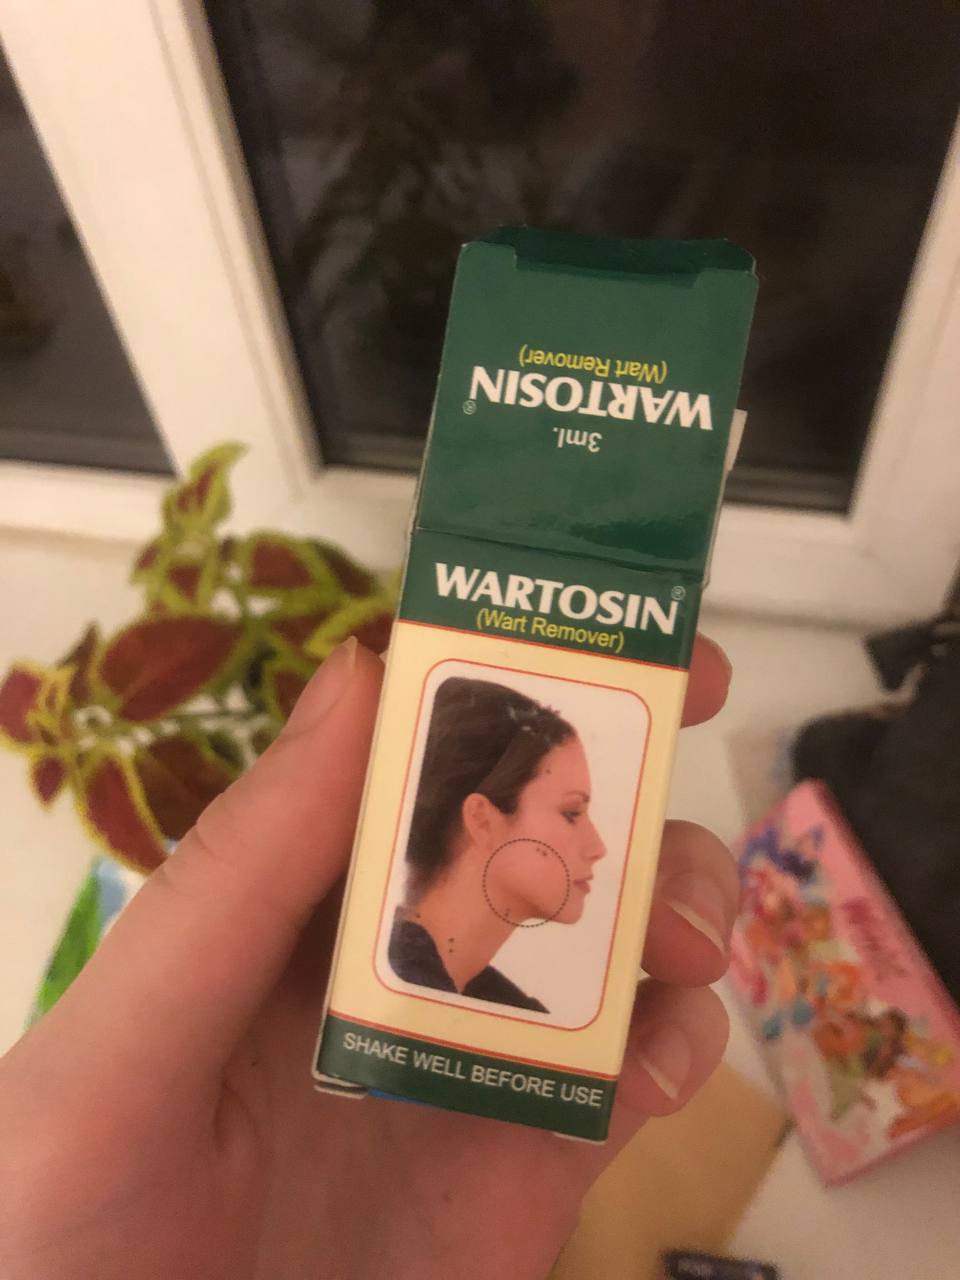 WARTOSIN®
(Wart Remover)
3ml.
WARTOSIN®
(Wart Remover)
SHAKE WELL BEFORE USE